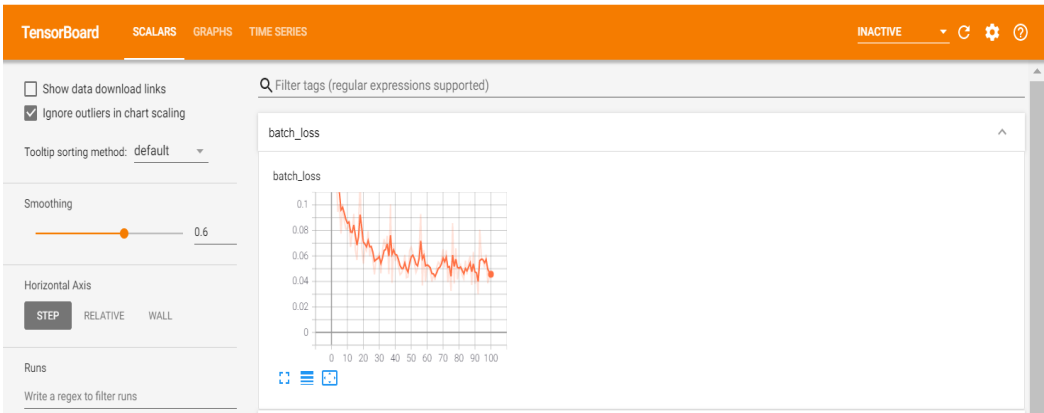 TensorBoard SCALARS GRAPHS TIME SERIES INACTIVE
Show data download links
Ignore outliers in chart scaling
Tooltip sorting method: default
Smoothing
0.6
Horizontal Axis
STEP RELATIVE WALL
Runs
Write a regex to filter runs
Filter tags (regular expressions supported)
batch_loss
batch_loss
0.1
0.08
0.06
0.04
0.02
0
0 10 20 30 40 50 60 70 80 90 100